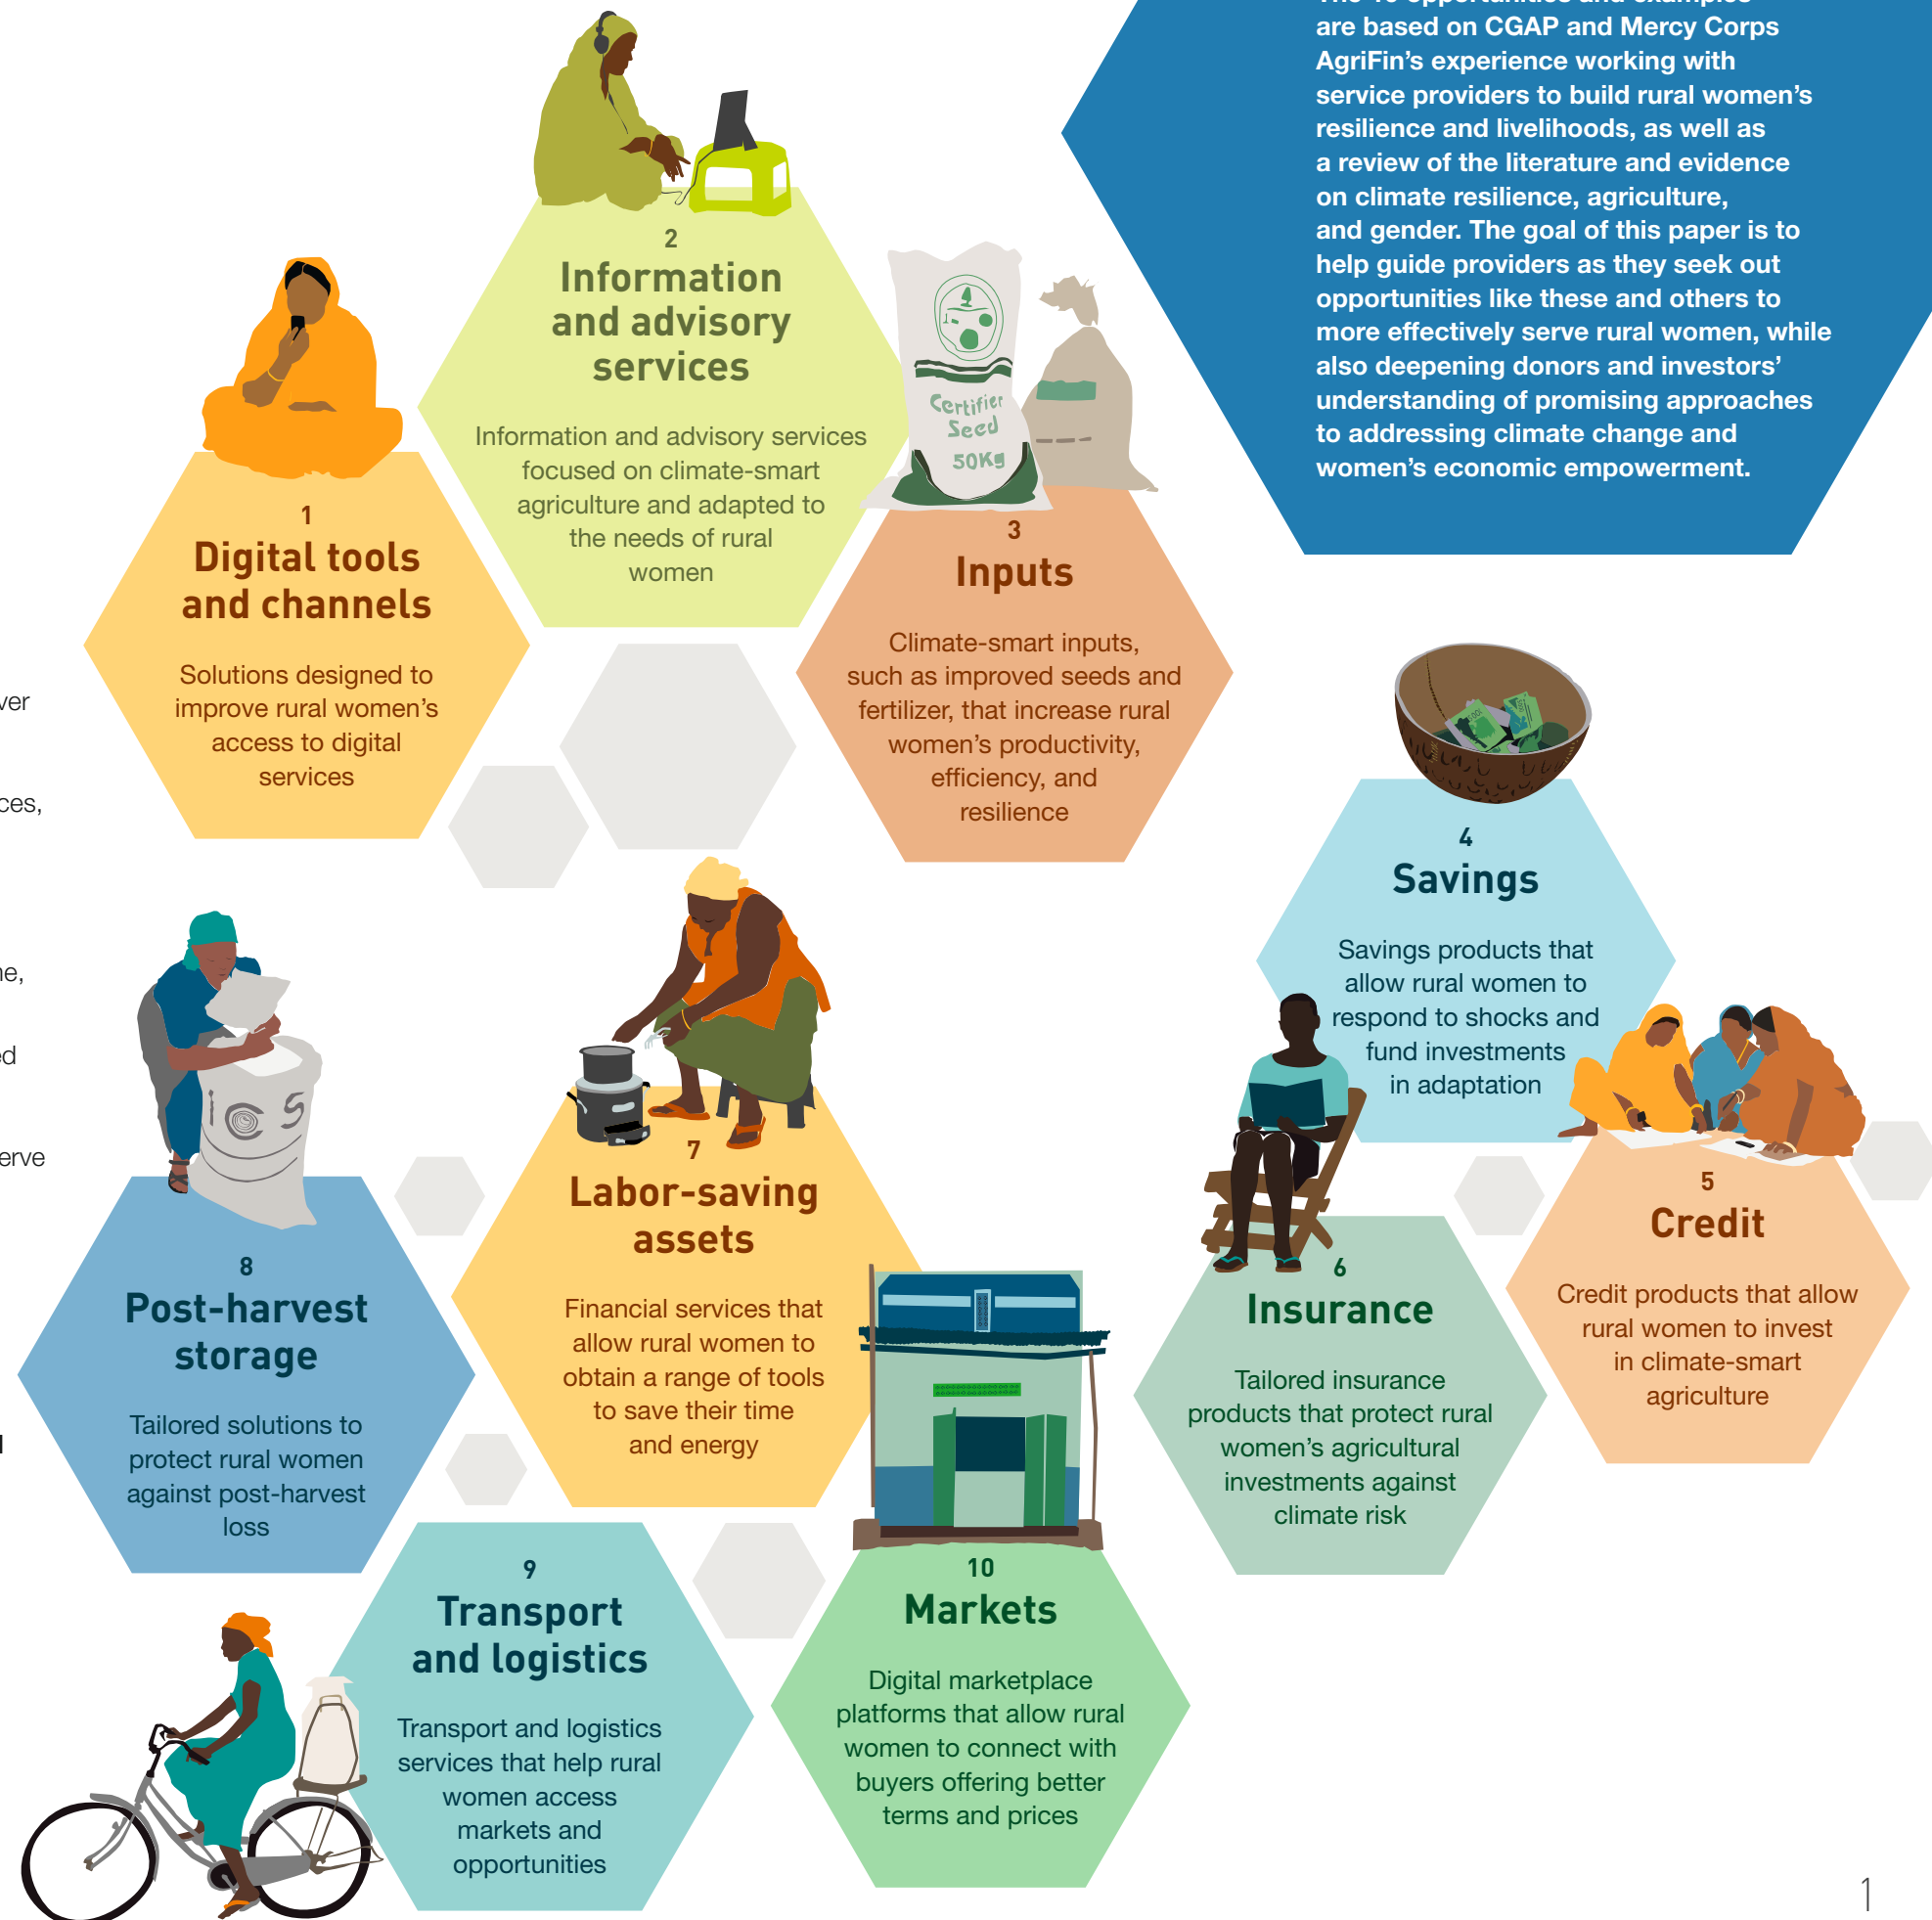 are based on CGAP and Mercy Corps
AgriFin’s experience working with
service providers to build rural women’s
resilience and livelihoods, as well as
a review of the literature and evidence
on climate resilience, agriculture,
and gender. The goal of this paper is to
help guide providers as they seek out
opportunities like these and others to
more effectively serve rural women, while
also deepening donors and investors’
understanding of promising approaches
to addressing climate change and
women’s economic empowerment.
1
Digital tools
and channels
Solutions designed to
improve rural women’s
access to digital
services
2
Information
and advisory
services
Information and advisory services
focused on climate-smart
agriculture and adapted to
the needs of rural
women
Certifier
Seed
50Kg
3
Inputs
Climate-smart inputs,
such as improved seeds and
fertilizer, that increase rural
women’s productivity,
efficiency, and
resilience
4
Savings
Savings products that
allow rural women to
respond to shocks and
fund investments
in adaptation
5
Credit
Credit products that allow
rural women to invest
in climate-smart
agriculture
6
Insurance
Tailored insurance
products that protect rural
women’s agricultural
investments against
climate risk
7
Labor-saving
assets
Financial services that
allow rural women to
obtain a range of tools
to save their time
and energy
ICS
8
Post-harvest
storage
Tailored solutions to
protect rural women
against post-harvest
loss
9
Transport
and logistics
Transport and logistics
services that help rural
women access
markets and
opportunities
10
Markets
Digital marketplace
platforms that allow rural
women to connect with
buyers offering better
terms and prices
1